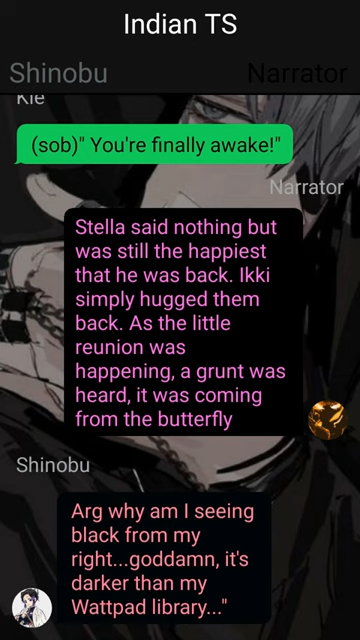 Indian TS
Shinobu
Narrator
Kie
(sob)" You're finally awake!"
Narrator
Stella said nothing but
was still the happiest
that he was back. Ikki
simply hugged them
back. As the little
reunion was
happening, a grunt was
heard, it was coming
from the butterfly
Shinobu
Arg why am I seeing
black from my
right...goddamn, it's
darker than my
Wattpad library..."